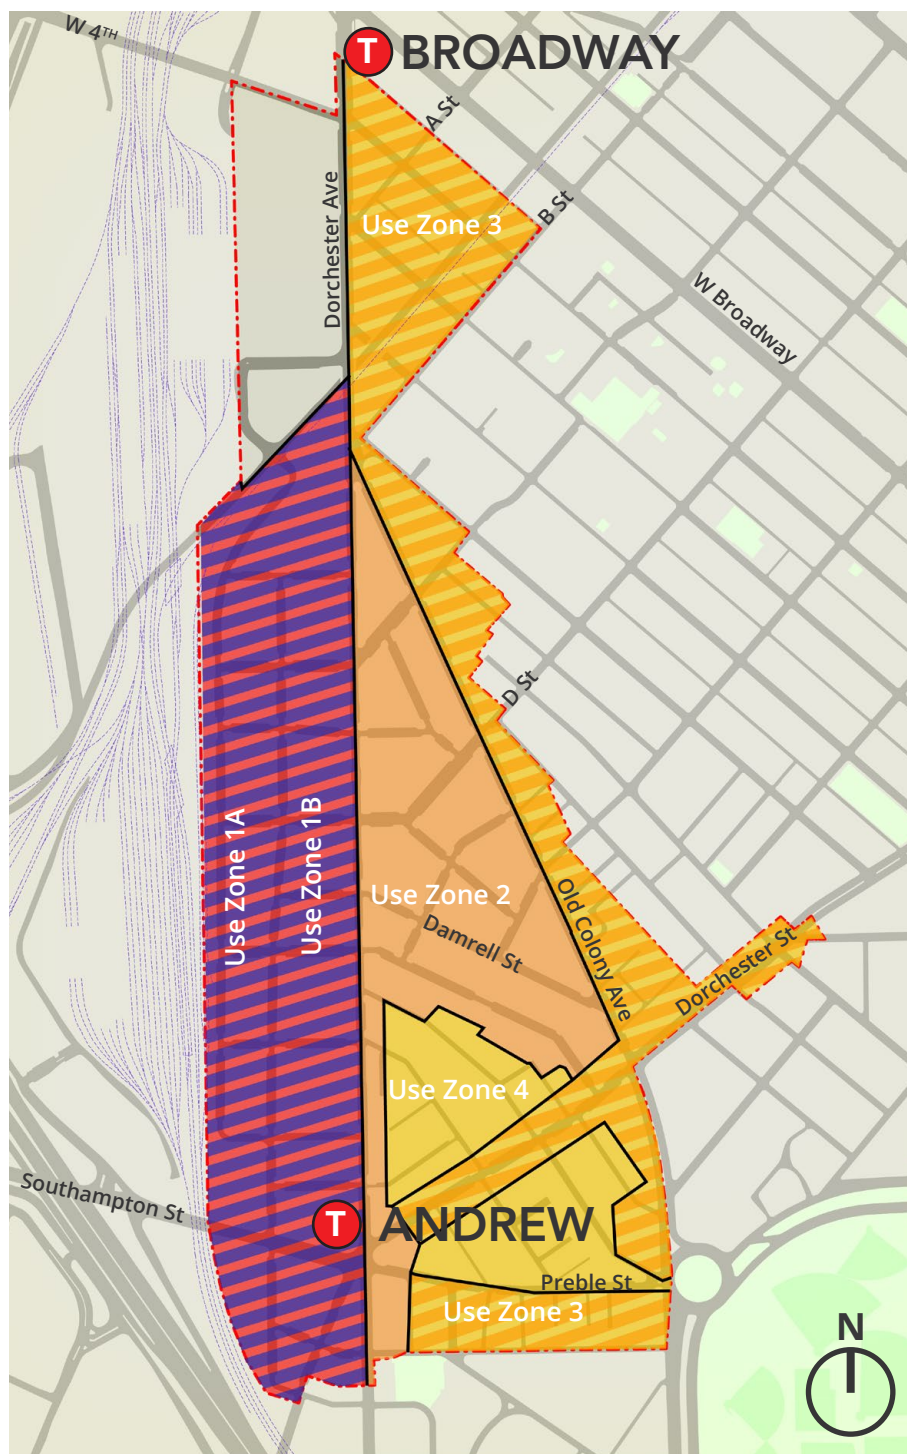 W 4TH
T BROADWAY
A St
B St
Dorchester Ave
Use Zone 3
W Broadway
D St
Use Zone 1A
Use Zone 1B
Use Zone 2
Damrell St
Old Colony Ave
Dorchester St
Use Zone 4
Southampton St
T ANDREW
Preble St
Use Zone 3
N